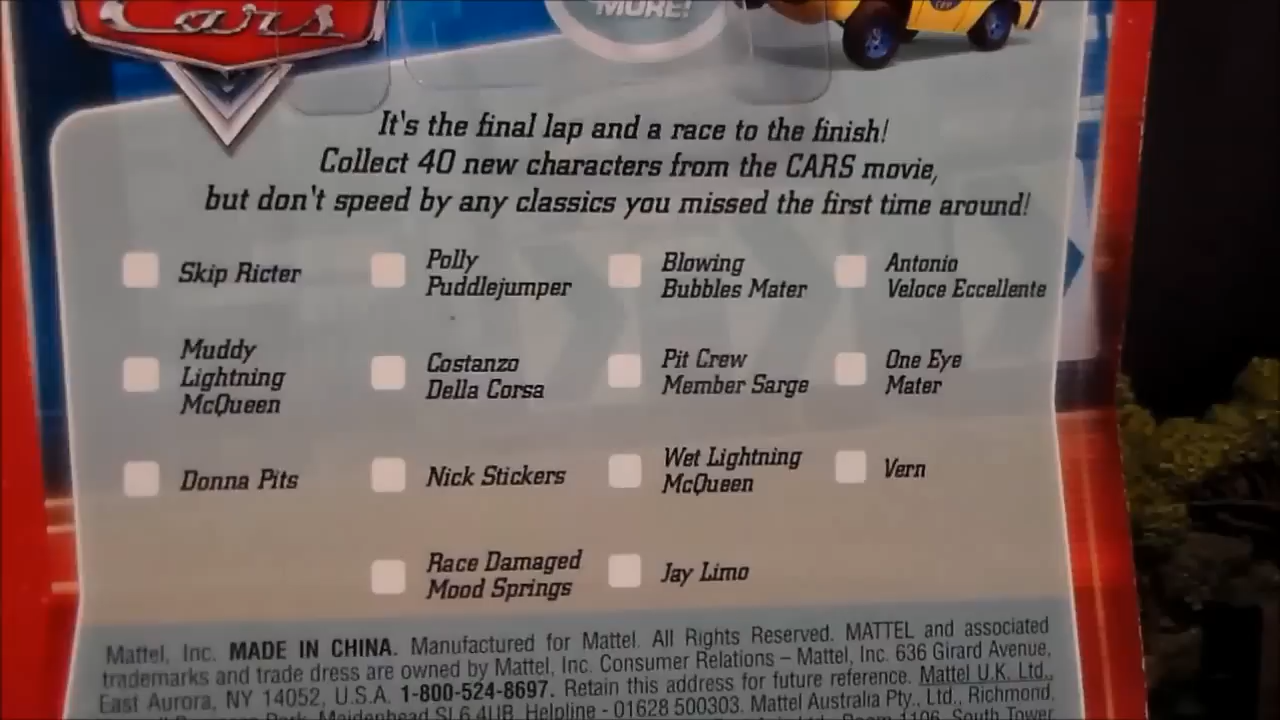 Cars
MORE!
It's the final lap and a race to the finish!
Collect 40 new characters from the CARS movie,
but don't speed by any classics you missed the first time around!
Skip Ricter
Polly
Puddlejumper
Blowing
Bubbles Mater
Antonio
Veloce Eccellente
Muddy
Lightning
McQueen
Costanzo
Della Corsa
Pit Crew
Member Sarge
One Eye
Mater
Donna Pits
Nick Stickers
Wet Lightning
McQueen
Vern
Race Damaged
Mood Springs
Jay Limo
Mattel, Inc. MADE IN CHINA. Manufactured for Mattel. All Rights Reserved. MATTEL and associated
trademarks and trade dress are owned by Mattel, Inc. Consumer Relations – Mattel, Inc. 636 Girard Avenue,
East Aurora, NY 14052, U.S.A. 1-800-524-8697. Retain this address for future reference. Mattel U.K. Ltd.,
Park, Maidenhead SL6 4UB. Helpline - 01628 500303. Mattel Australia Pty., Ltd., Richmond,
Room 1106, South Tower